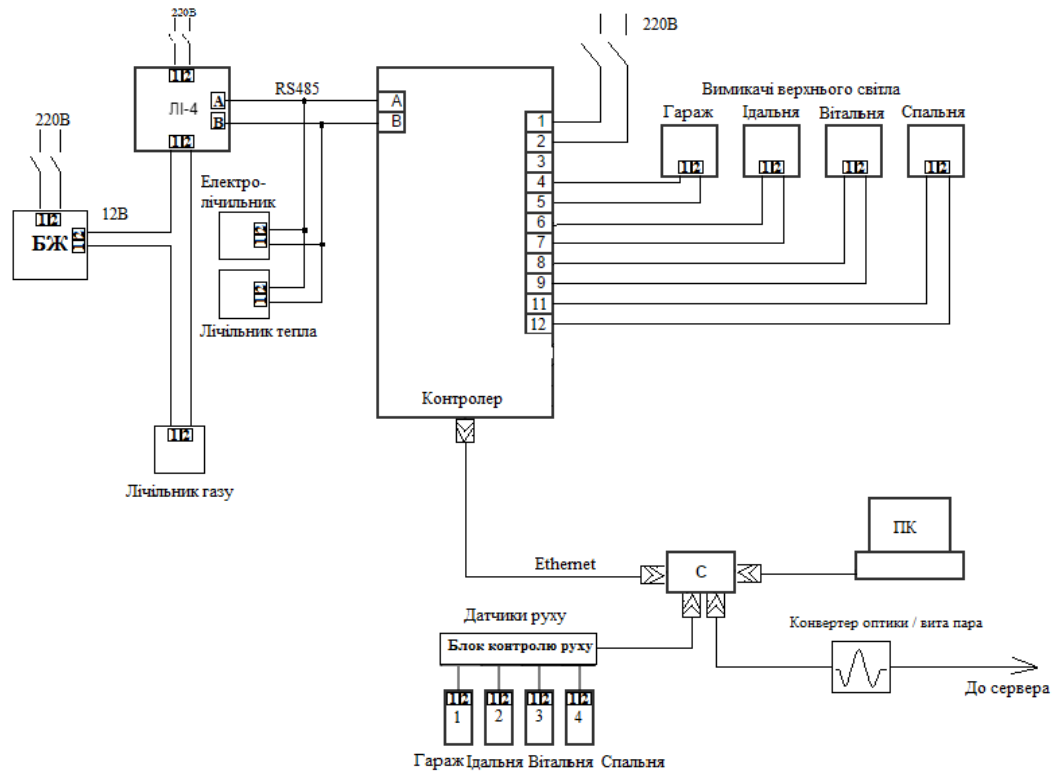 220В
220В
1 2
ЛІ-4
A
B
1 2
RS485
A
B
Вимикачі верхнього світла
Гараж Їдальня Вітальня Спальня
1 2 1 2 1 2 1 2
1
2
3
4
5
6
7
8
9
11
12
220В
1 2
БЖ
1 2
12В
Електро-
лічильник
1 2
1 2
Лічільник тепла
Контролер
1 2
Лічільник газу
ПК
Ethernet
С
Датчики руху
Блок контролю руху
1 2 1 2 1 2 1 2
1 2 3 4
Гараж Їдальня Вітальня Спальня
Конвертер оптики / вита пара
До сервера